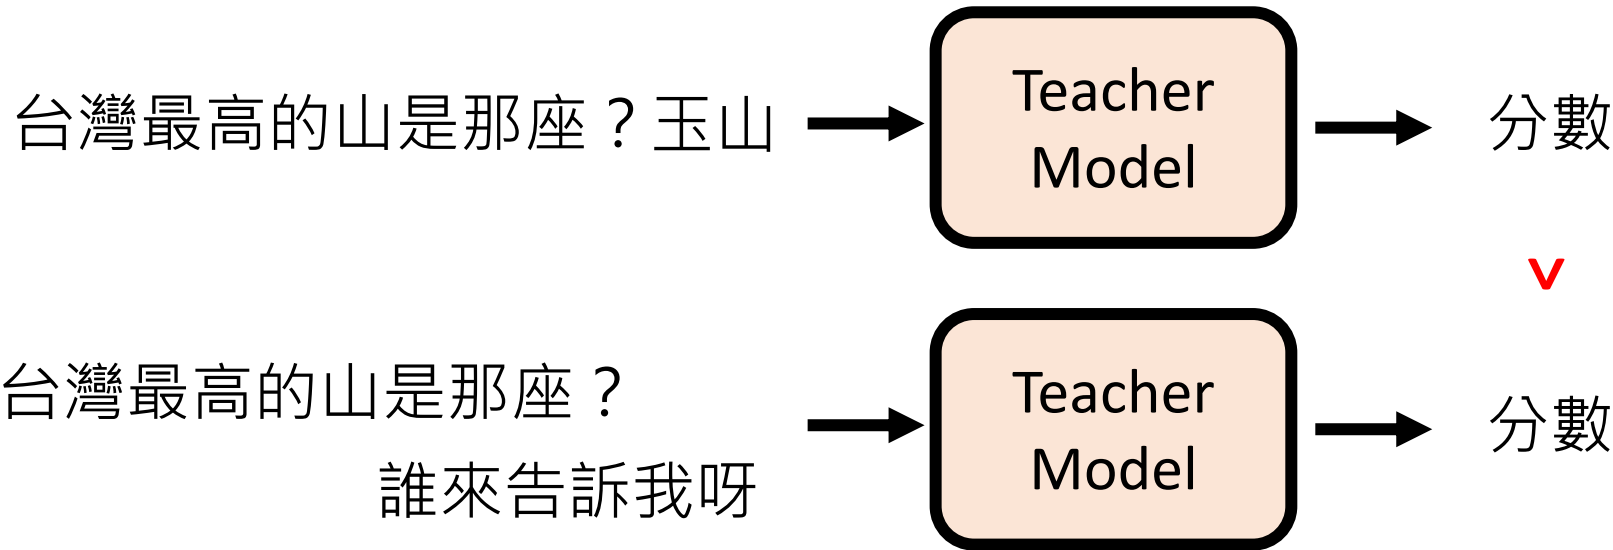 台灣最高的山是那座？玉山
Teacher
Model
分數
>
台灣最高的山是那座？
誰來告訴我呀
Teacher
Model
分數